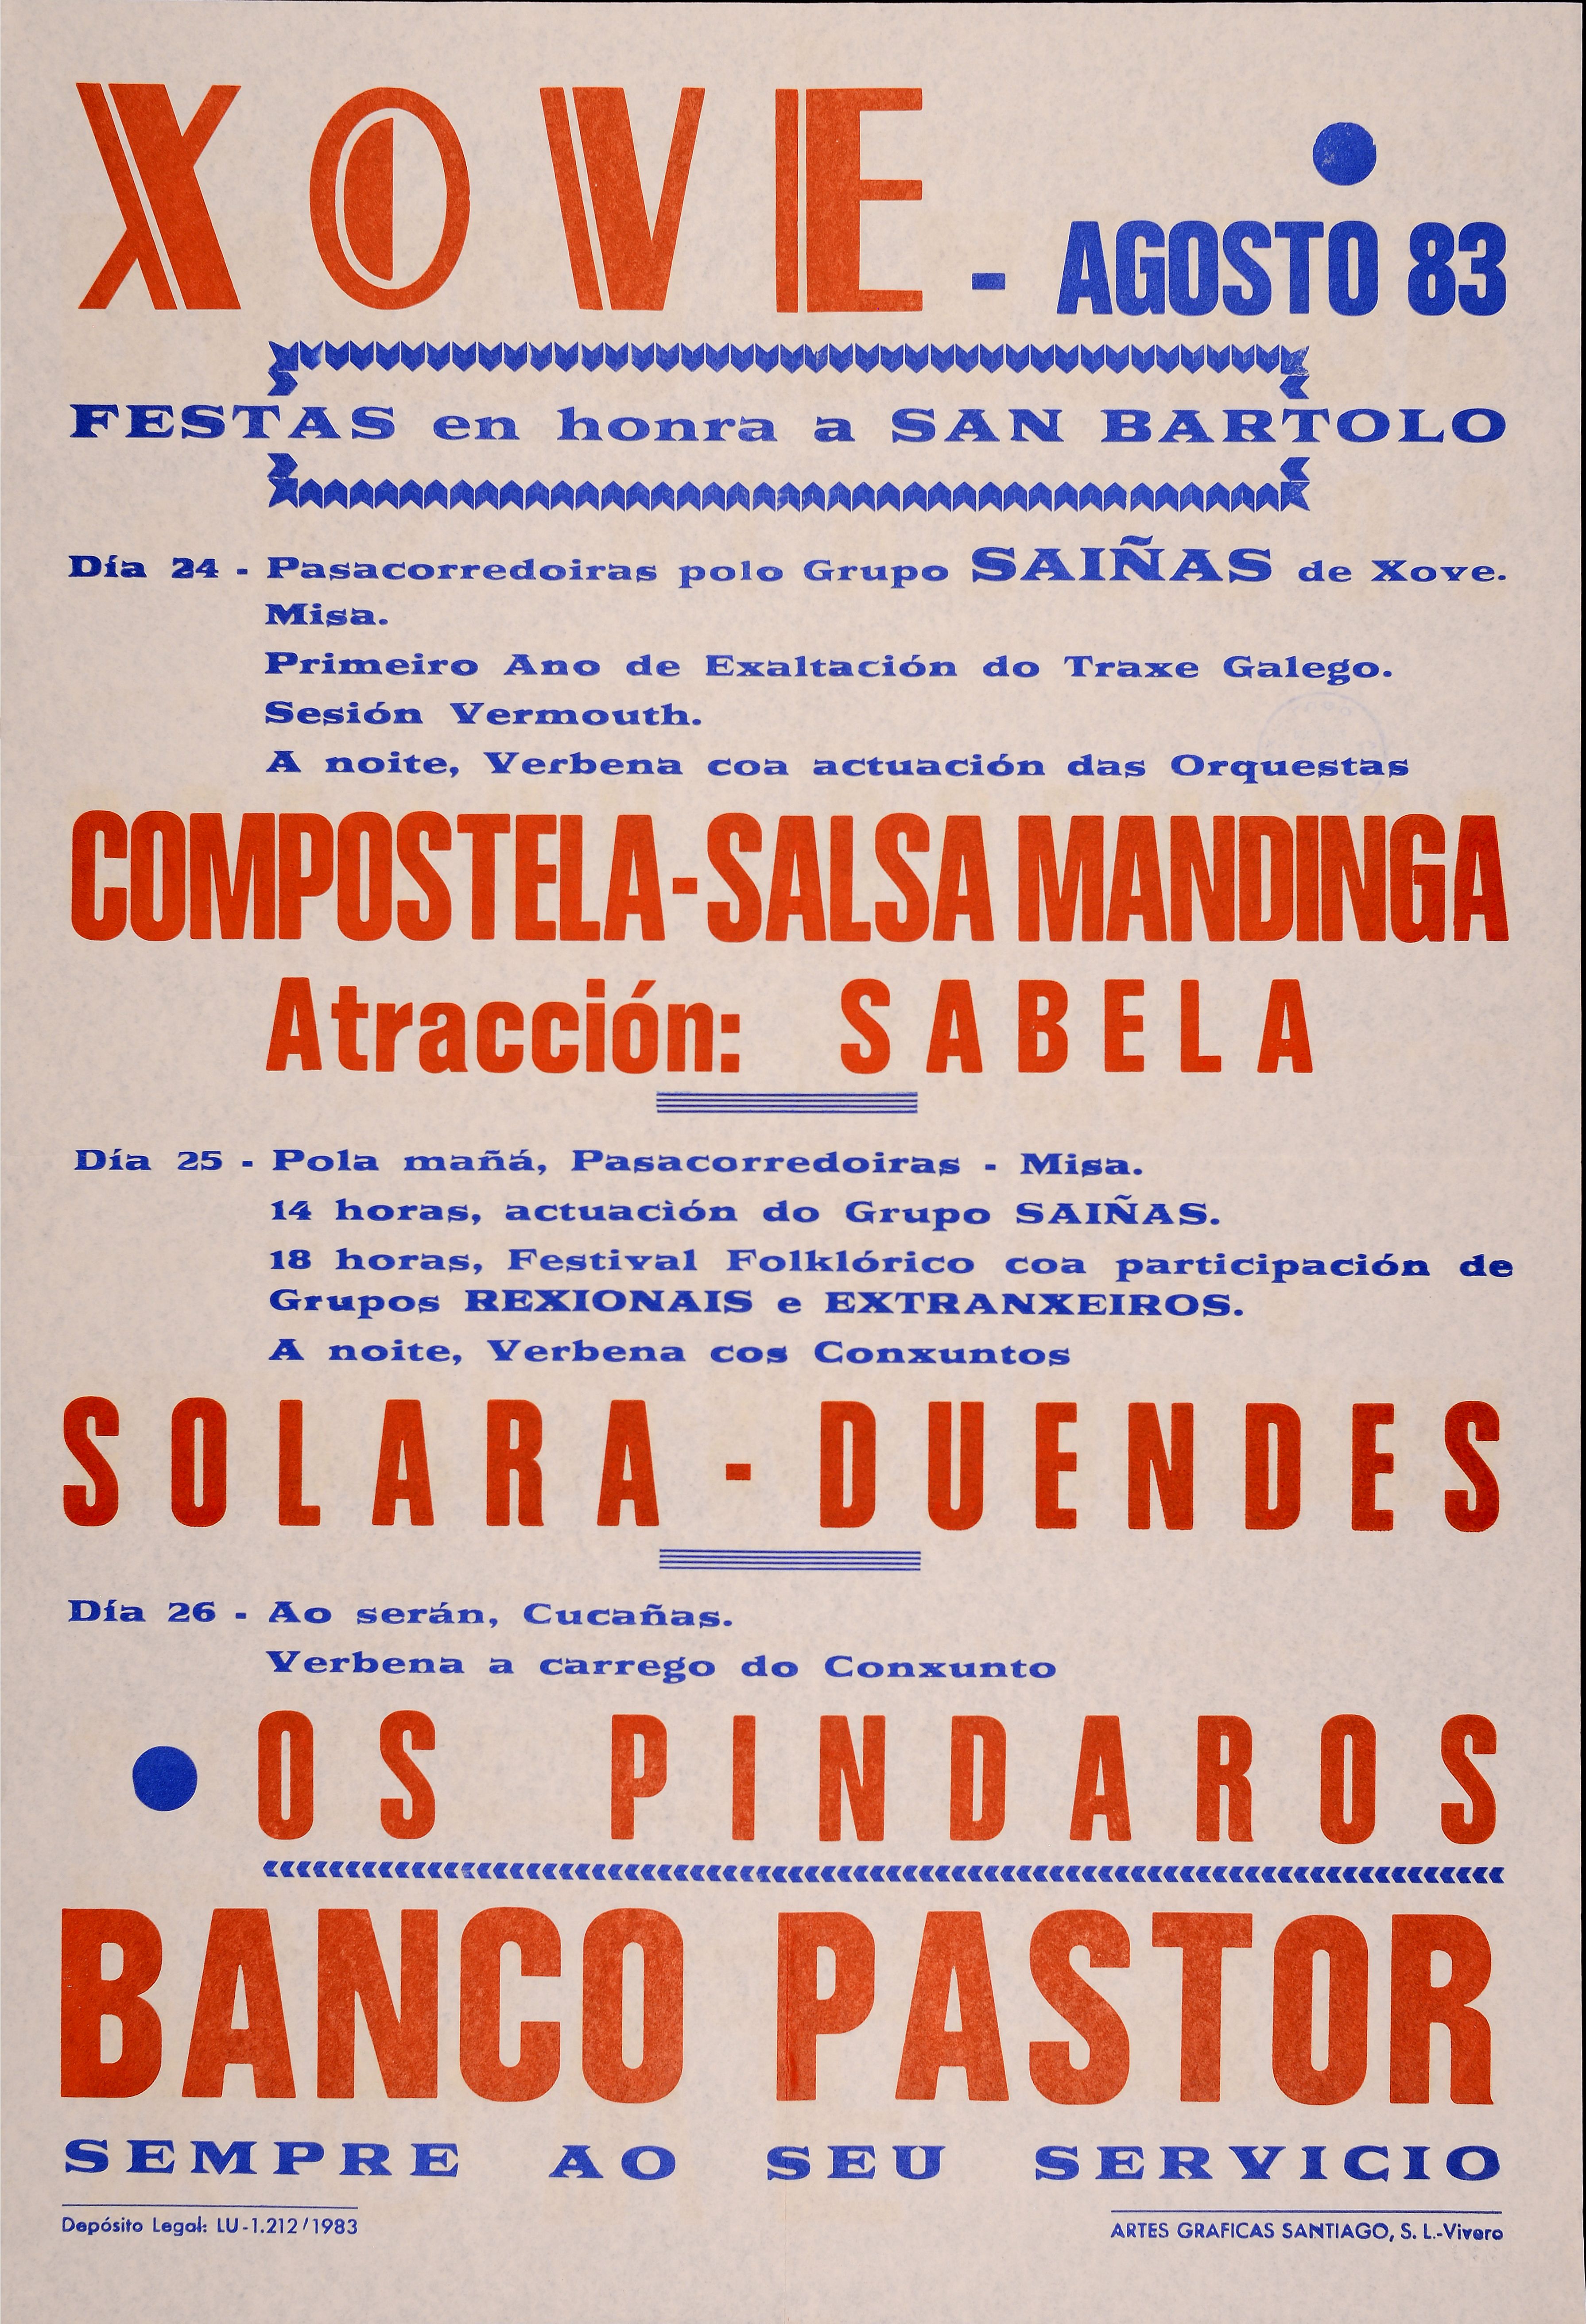 XOVE - AGOSTO 83
FESTAS en honra a SAN BARTOLO
Día 24 - Pasacorredoiras polo Grupo SAIÑAS de Xove.
Misa.
Primeiro Ano de Exaltación do Traxe Galego.
Sesión Vermouth.
A noite, Verbena coa actuación das Orquestas
COMPOSTELA-SALSA MANDINGA
Atracción: SABELA
Día 25 - Pola mañá, Pasacorredoiras - Misa.
14 horas, actuación do Grupo SAIÑAS.
18 horas, Festival Folklórico coa participación de
Grupos REXIONAIS e EXTRANXEIROS.
A noite, Verbena cos Conxuntos
SOLARA - DUENDES
Día 26 - Ao serán, Cucañas.
Verbena a carrego do Conxunto
OS PINDAROS
BANCO PASTOR
SEMPRE AO SEU SERVICIO
Depósito Legal: LU-1.212/1983
ARTES GRAFICAS SANTIAGO, S. L.-Vivero